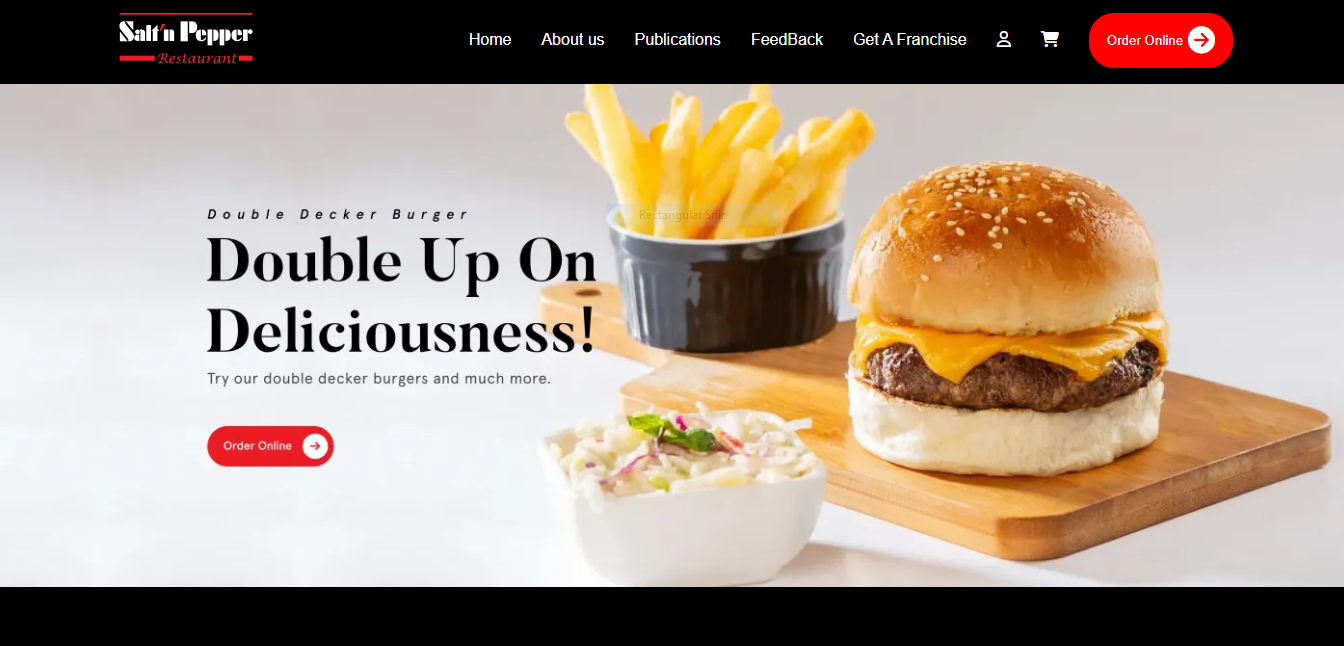 Salt'n Pepper
Restaurant
Home About us Publications FeedBack Get A Franchise Order Online
Double Decker Burger
Rectangular Snip
Double Up On
Deliciousness!
Try our double decker burgers and much more.
Order Online